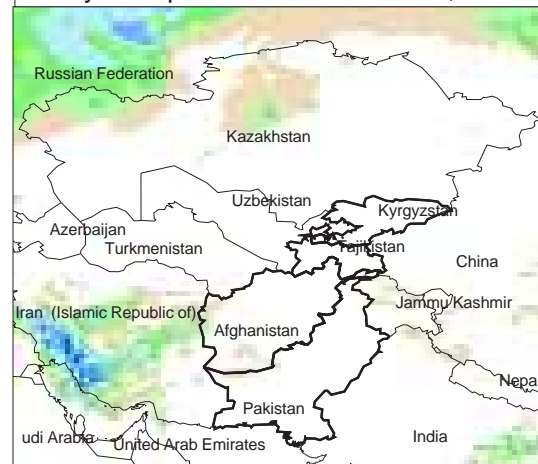 Russian Federation
Kazakhstan
Uzbekistan
Kyrgyzstan
Azerbaijan
Turkmenistan
Tajikistan
China
Jammu Kashmir
Iran (Islamic Republic of)
Afghanistan
Nepa
Pakistan
udi Arabia
United Arab Emirates
India